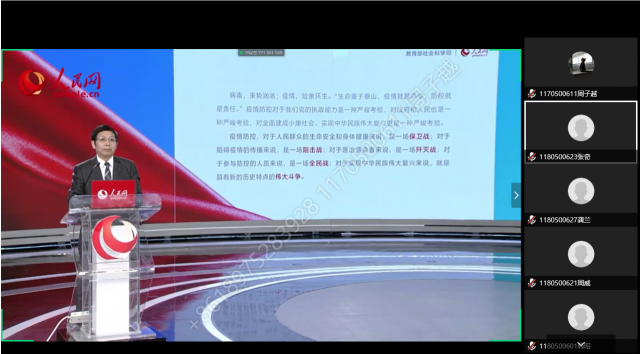 人民网
people.cn
教育部社会科学司
人民网
病毒，来势汹汹；疫情，险象环生。“生命重于泰山，疫情就是命令，防控就
是责任。”疫情防控对于我们党的执政能力是一种严峻考验，对政府和人民也是一
种严峻考验，对全面建成小康社会、实现中华民族伟大复兴更是一种严峻考验。
疫情防控，对于人民群众的生命安全和身体健康来说，是一场保卫战；对于
阻碍疫情的传播来说，是一场阻击战；对于医治感染者来说，是一场歼灭战；对
于参与防控的人员来说，是一场全民战；对于实现中华民族伟大复兴来说，就是
具有新的历史特点的伟大斗争。
人民网
1170500611周子越
1180500623张奇
1180500627龚兰
1180500621周威